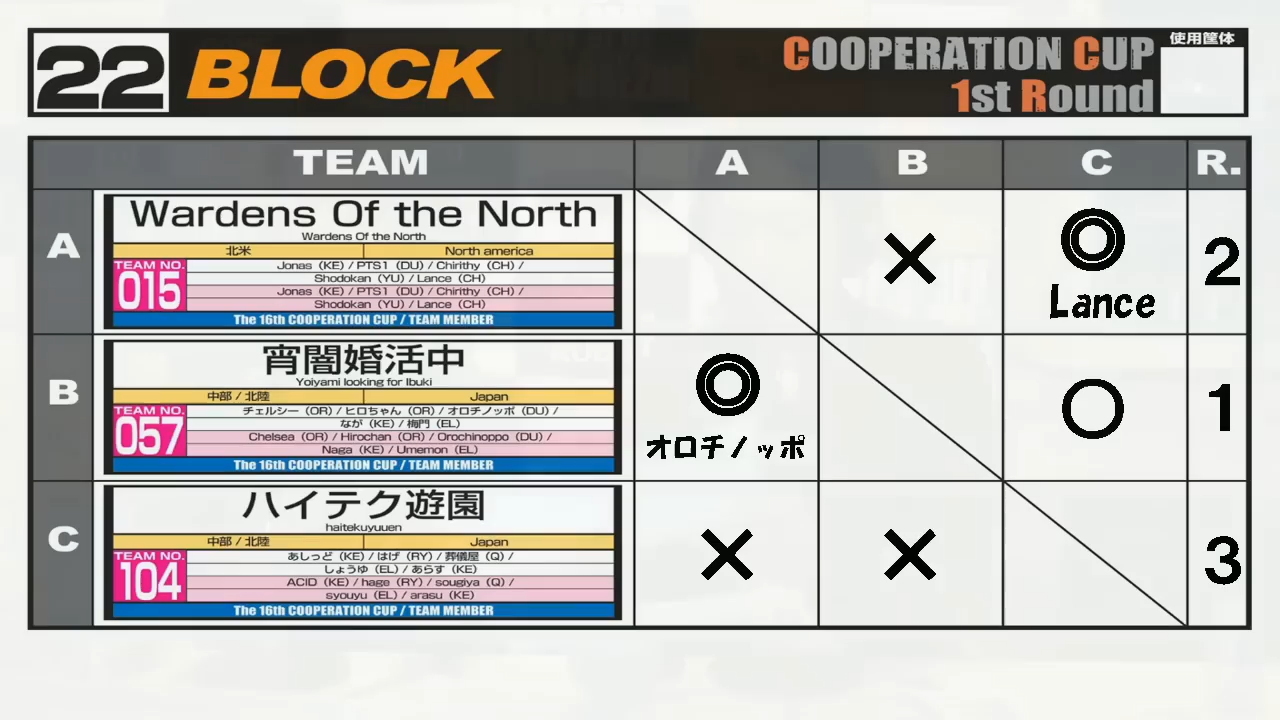 22 BLOCK
COOPERATION CUP
1st Round
使用筐体
TEAM A B C R.
A
Wardens Of the North
Wardens Of the North
北米 North america
TEAM NO.
015
Jonas (KE) / PTS1 (DU) / Chirithy (CH) /
Shodokan (YU) / Lance (CH)
Jonas (KE) / PTS1 (DU) / Chirithy (CH) /
Shodokan (YU) / Lance (CH)
The 16th COOPERATION CUP / TEAM MEMBER
✕ ◎ 2
Lance
B
宵闇婚活中
Yoiyami looking for Ibuki
中部 / 北陸 Japan
TEAM NO.
057
チェルシー (OR) / ヒロちゃん (OR) / オロチノッポ (DU) /
なが (KE) / 梅門 (EL)
Chelsea (OR) / Hirochan (OR) / Orochinoppo (DU) /
Naga (KE) / Umemon (EL)
The 16th COOPERATION CUP / TEAM MEMBER
◎ ○ 1
オロチノッポ
C
ハイテク遊園
haitekuyuuen
中部 / 北陸 Japan
TEAM NO.
104
あしっど (KE) / はげ (RY) / 葬儀屋 (Q) /
しょうゆ (EL) / あらす (KE)
ACID (KE) / hage (RY) / sougiya (Q) /
syouyu (EL) / arasu (KE)
The 16th COOPERATION CUP / TEAM MEMBER
✕ ✕ 3